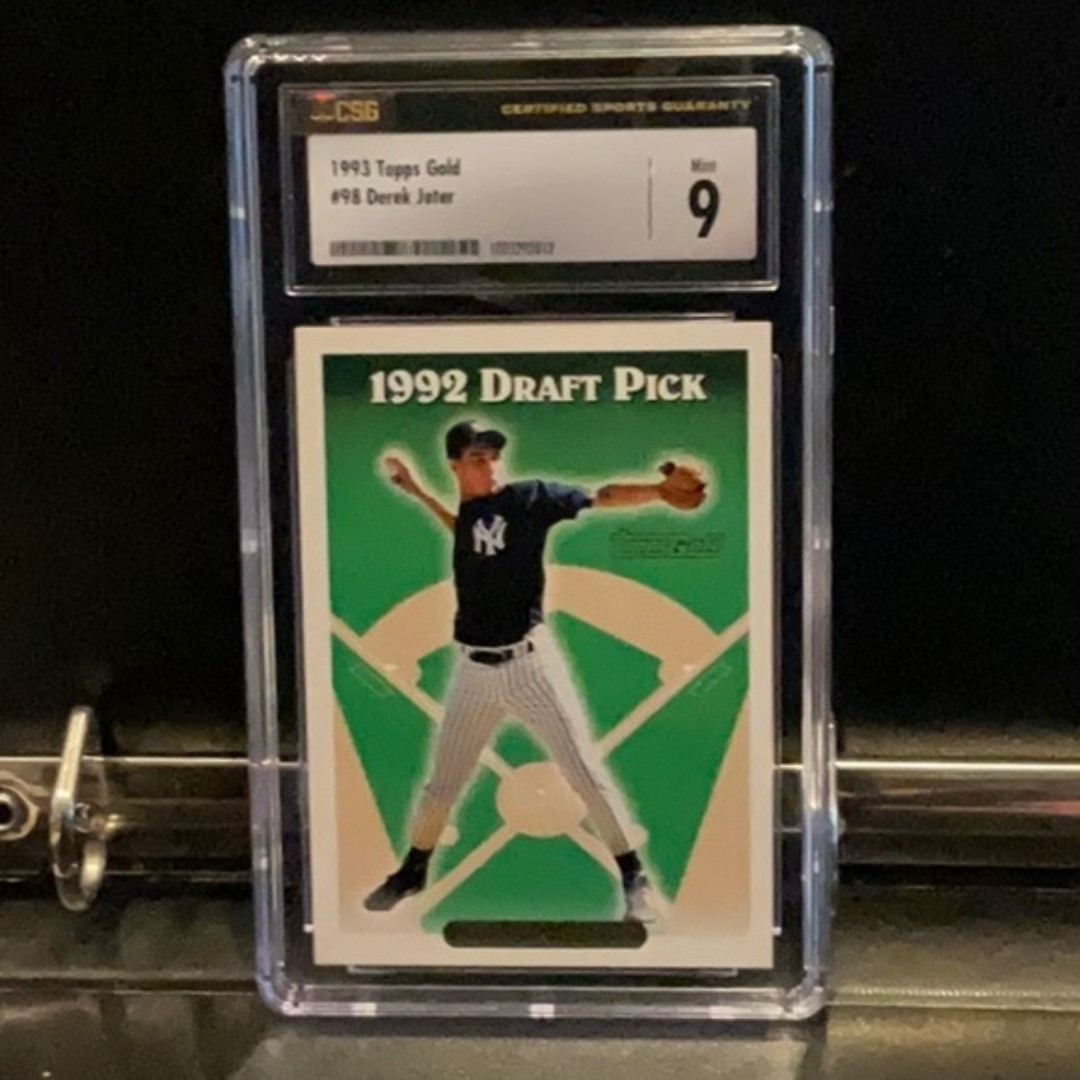 CSG
CERTIFIED SPORTS GUARANTY
1993 Topps Gold
#98 Derek Jeter
Mint
9
1992 DRAFT PICK
NY